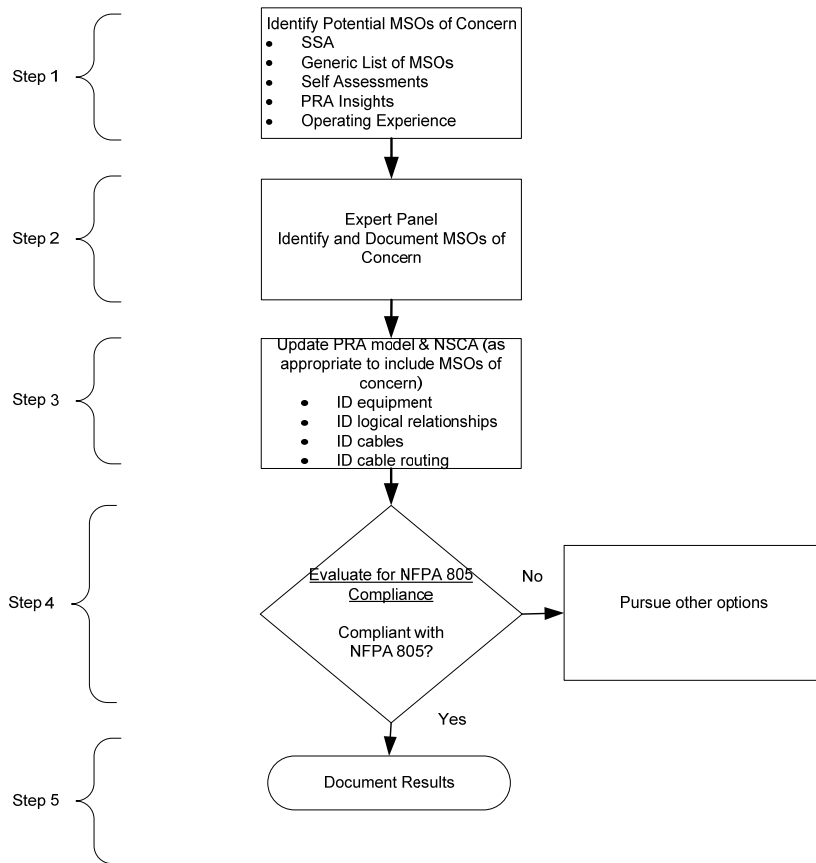 Step 1
Identify Potential MSOs of Concern
• SSA
• Generic List of MSOs
• Self Assessments
• PRA Insights
• Operating Experience
Step 2
Expert Panel
Identify and Document MSOs of
Concern
Step 3
Update PRA model & NSCA (as
appropriate to include MSOs of
concern)
• ID equipment
• ID logical relationships
• ID cables
• ID cable routing
Step 4
Evaluate for NFPA 805
Compliance
Compliant with
NFPA 805?
No
Pursue other options
Yes
Step 5
Document Results